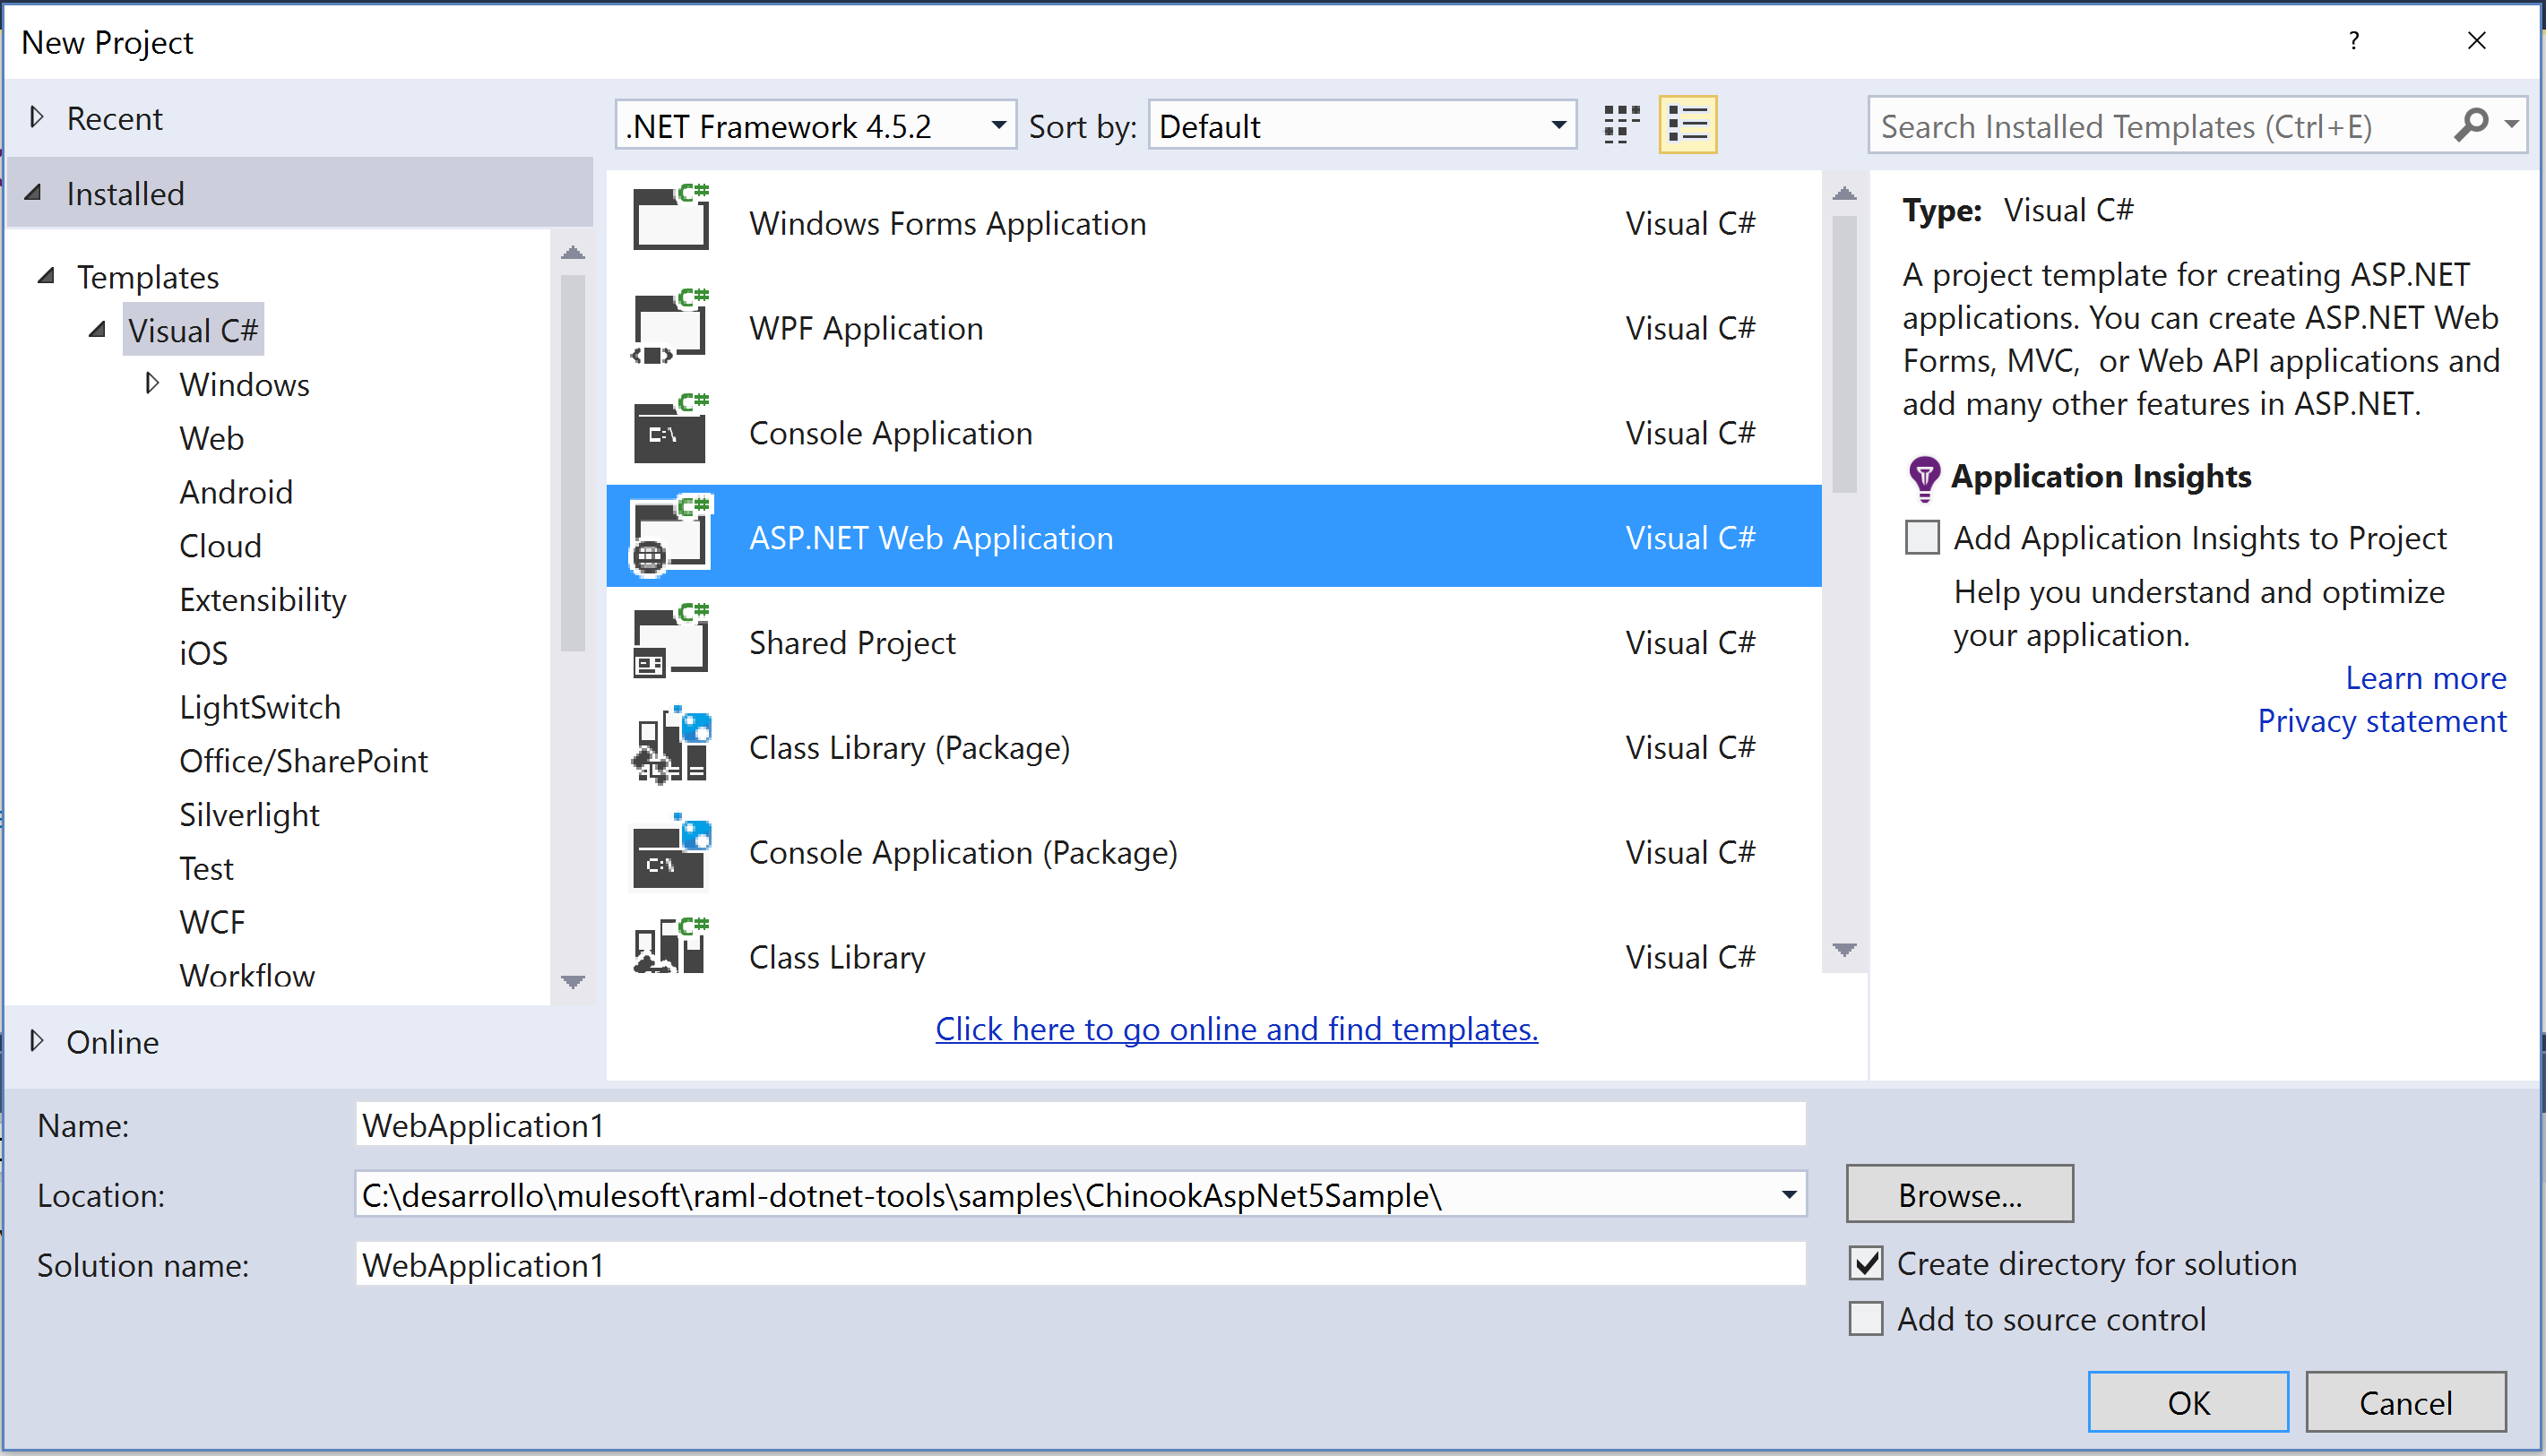 New Project
?
Recent
.NET Framework 4.5.2
Sort by:
Default
Search Installed Templates (Ctrl+E)
Installed
Templates
Visual C#
Windows
Web
Android
Cloud
Extensibility
iOS
LightSwitch
Office/SharePoint
Silverlight
Test
WCF
Workflow
Online
C#
Windows Forms Application Visual C#
C#
WPF Application Visual C#
C#
C:\
Console Application Visual C#
C#
ASP.NET Web Application Visual C#
C#
Shared Project Visual C#
Class Library (Package) Visual C#
C:\
Console Application (Package) Visual C#
C#
Class Library Visual C#
Click here to go online and find templates.
Type: Visual C#
A project template for creating ASP.NET
applications. You can create ASP.NET Web
Forms, MVC, or Web API applications and
add many other features in ASP.NET.
Application Insights
Add Application Insights to Project
Help you understand and optimize
your application.
Learn more
Privacy statement
Name: WebApplication1
Location: C:\desarrollo\mulesoft\raml-dotnet-tools\samples\ChinookAspNet5Sample\
Browse...
Solution name: WebApplication1
Create directory for solution
Add to source control
OK
Cancel